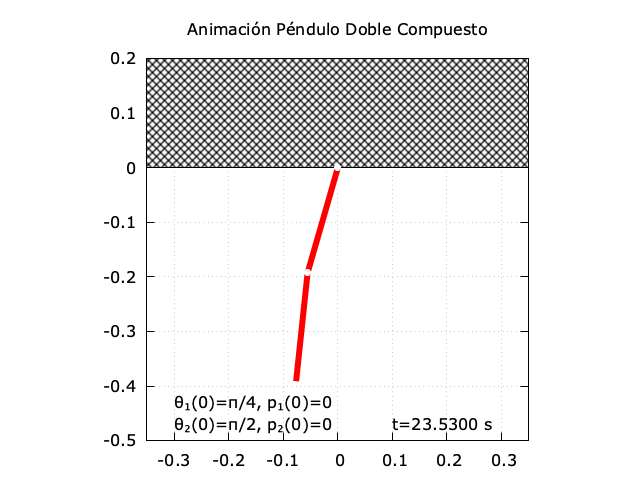 Animación Péndulo Doble Compuesto
0.2
0.1
0
-0.1
-0.2
-0.3
-0.4
-0.5
θ₁(0)=π/4, p₁(0)=0
θ₂(0)=π/2, p₂(0)=0 t=23.5300 s
-0.3 -0.2 -0.1 0 0.1 0.2 0.3